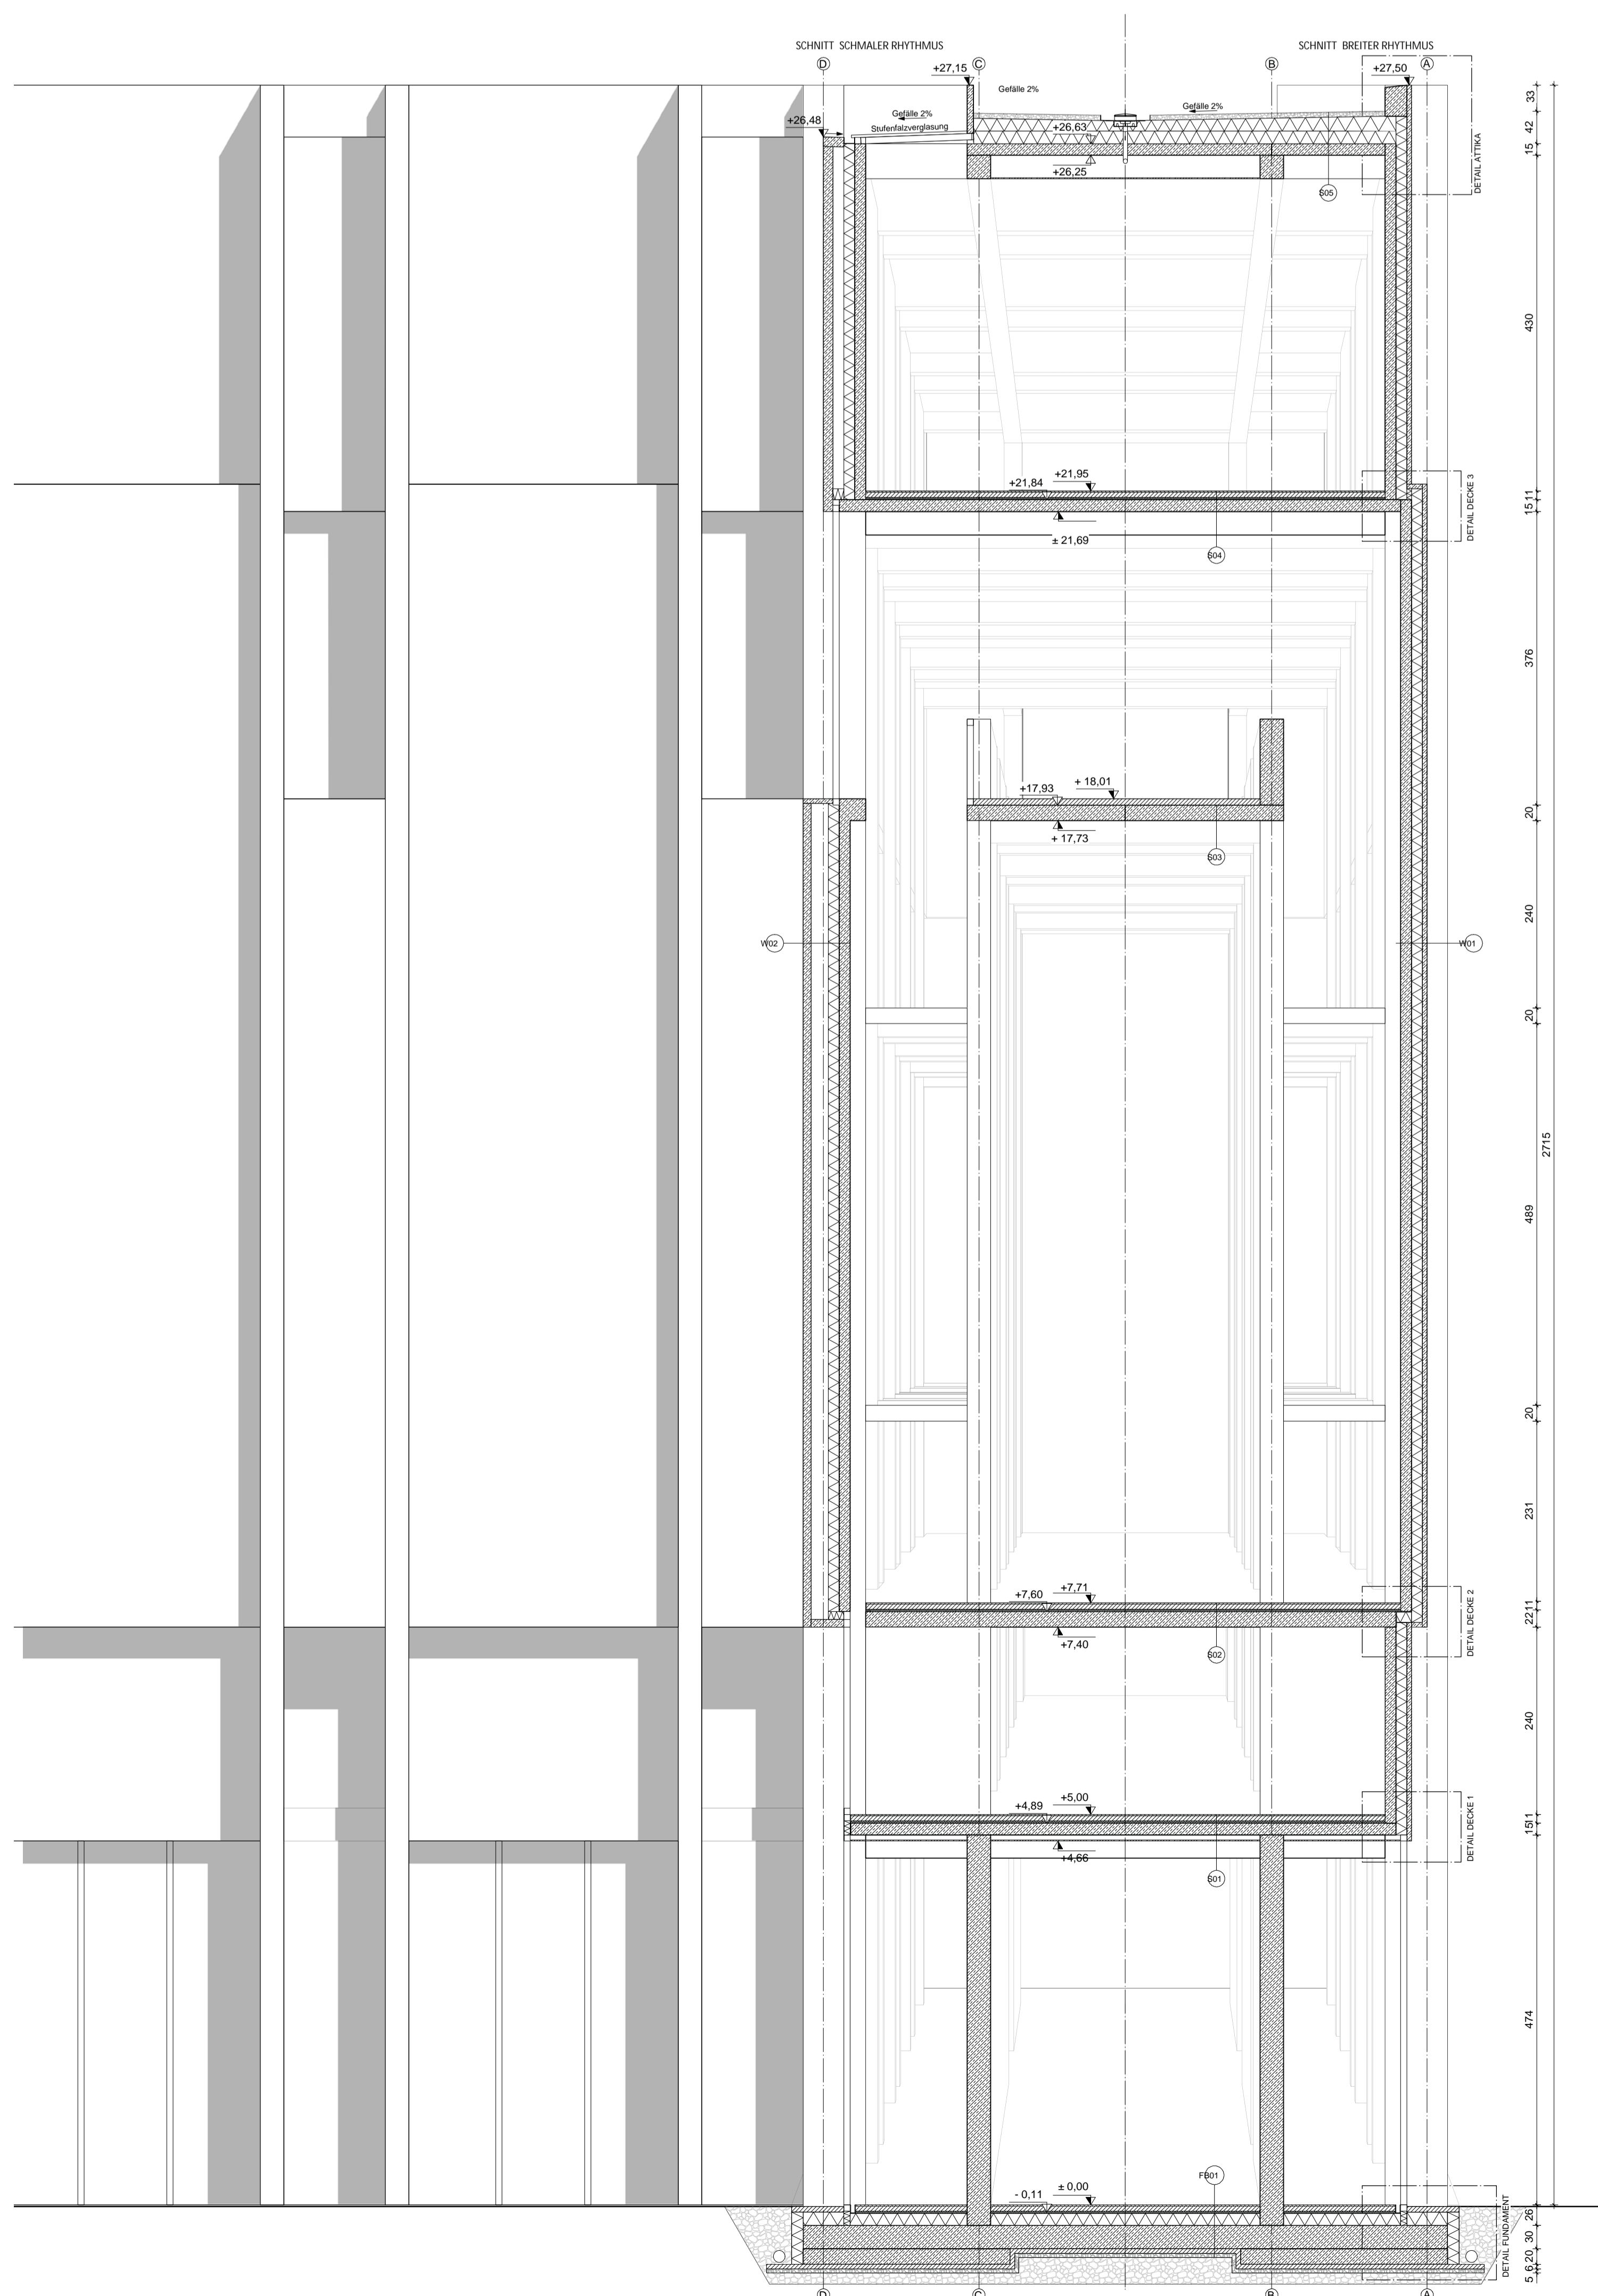 SCHNITT SCHMALER RHYTHMUS
SCHNITT BREITER RHYTHMUS
D
C
B
A
+27,15
+27,50
Gefälle 2%
33
Gefälle 2%
Gefälle 2%
+26,48
Stufenfalzverglasung
+26,63
42
15
+26,25
DETAIL ATTIKA
S05
430
+21,95
+21,84
11
15
DETAIL DECKE 3
± 21,69
S04
376
+17,93
+ 18,01
20
+ 17,73
S03
240
W02
W01
20
2715
489
20
231
+7,71
+7,60
11
22
DETAIL DECKE 2
+7,40
S02
240
+5,00
+4,89
11
15
DETAIL DECKE 1
+4,66
S01
474
FB01
± 0,00
- 0,11
26
30
20
6
5
DETAIL FUNDAMENT
D
C
B
A